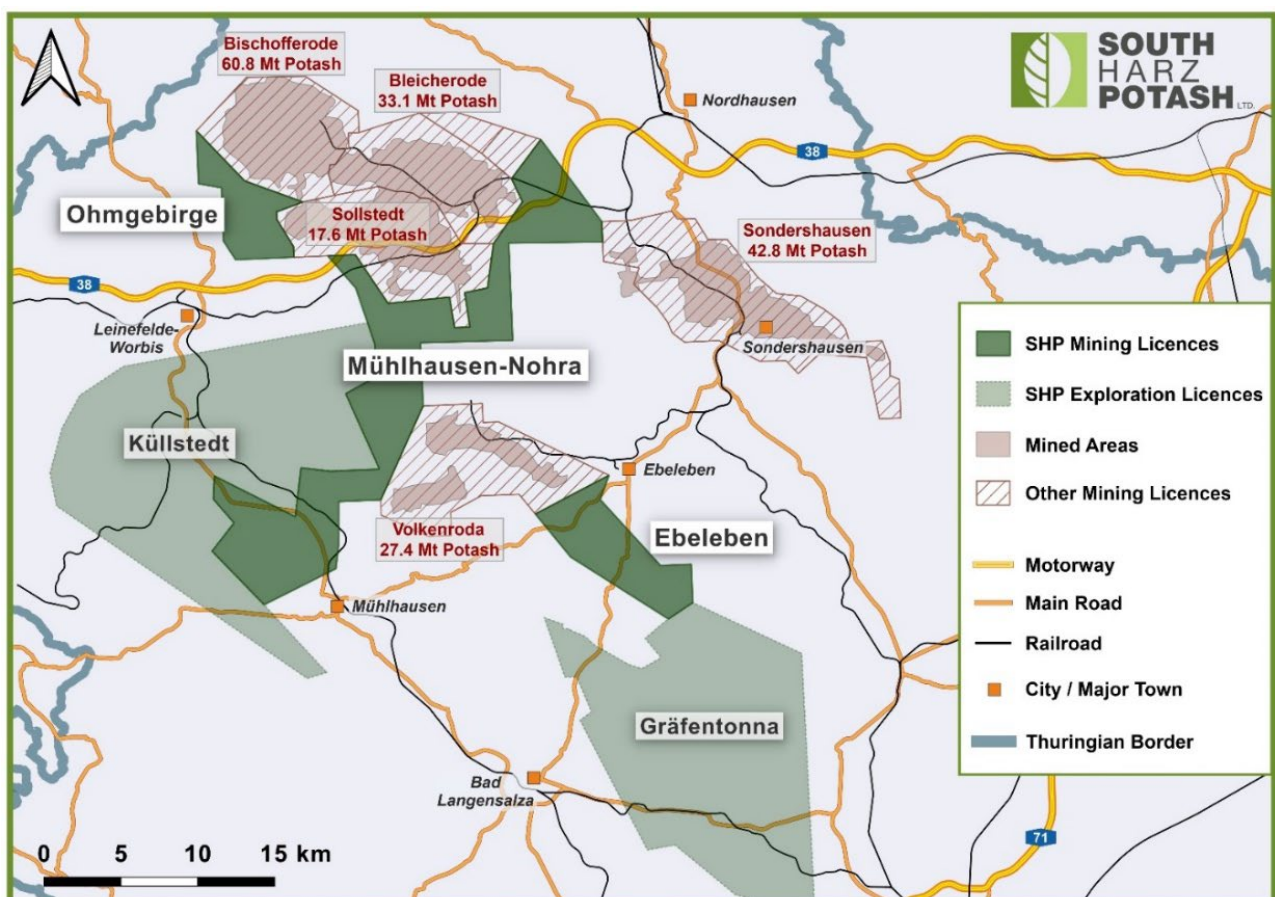 Bischofferode
60.8 Mt Potash
Bleicherode
33.1 Mt Potash
Nordhausen
SOUTH
HARZ
POTASH LTD.
38
Ohmgebirge
Sollstedt
17.6 Mt Potash
Sondershausen
42.8 Mt Potash
38
Leinefelde-
Worbis
Sondershausen
Mühlhausen-Nohra
Küllstedt
Ebeleben
Volkenroda
27.4 Mt Potash
Ebeleben
Mühlhausen
Gräfentonna
Bad
Langensalza
SHP Mining Licences
SHP Exploration Licences
Mined Areas
Other Mining Licences
Motorway
Main Road
Railroad
City / Major Town
Thuringian Border
71
0 5 10 15 km